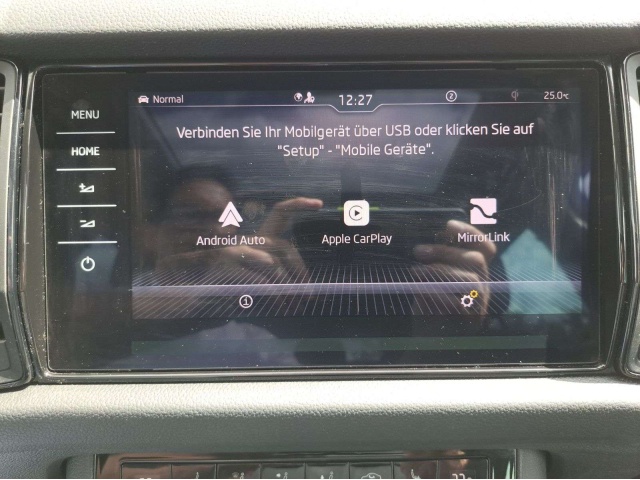 Normal
12:27
2
25.0°C
MENU
HOME
Verbinden Sie Ihr Mobilgerät über USB oder klicken Sie auf
"Setup" - "Mobile Geräte".
Android Auto
Apple CarPlay
MirrorLink